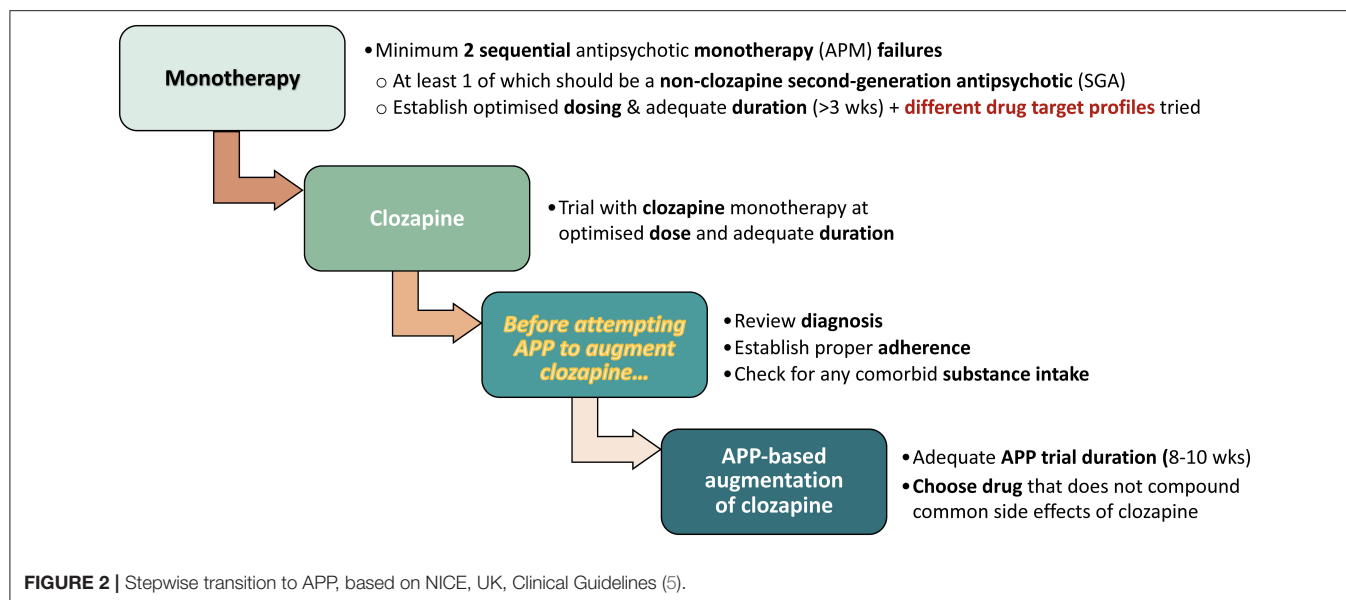 Monotherapy
•Minimum 2 sequential antipsychotic monotherapy (APM) failures
○ At least 1 of which should be a non-clozapine second-generation antipsychotic (SGA)
○ Establish optimised dosing & adequate duration (>3 wks) + different drug target profiles tried
Clozapine
•Trial with clozapine monotherapy at
optimised dose and adequate duration
Before attempting
APP to augment
clozapine...
•Review diagnosis
•Establish proper adherence
•Check for any comorbid substance intake
APP-based
augmentation
of clozapine
•Adequate APP trial duration (8-10 wks)
•Choose drug that does not compound
common side effects of clozapine
FIGURE 2 | Stepwise transition to APP, based on NICE, UK, Clinical Guidelines (5).